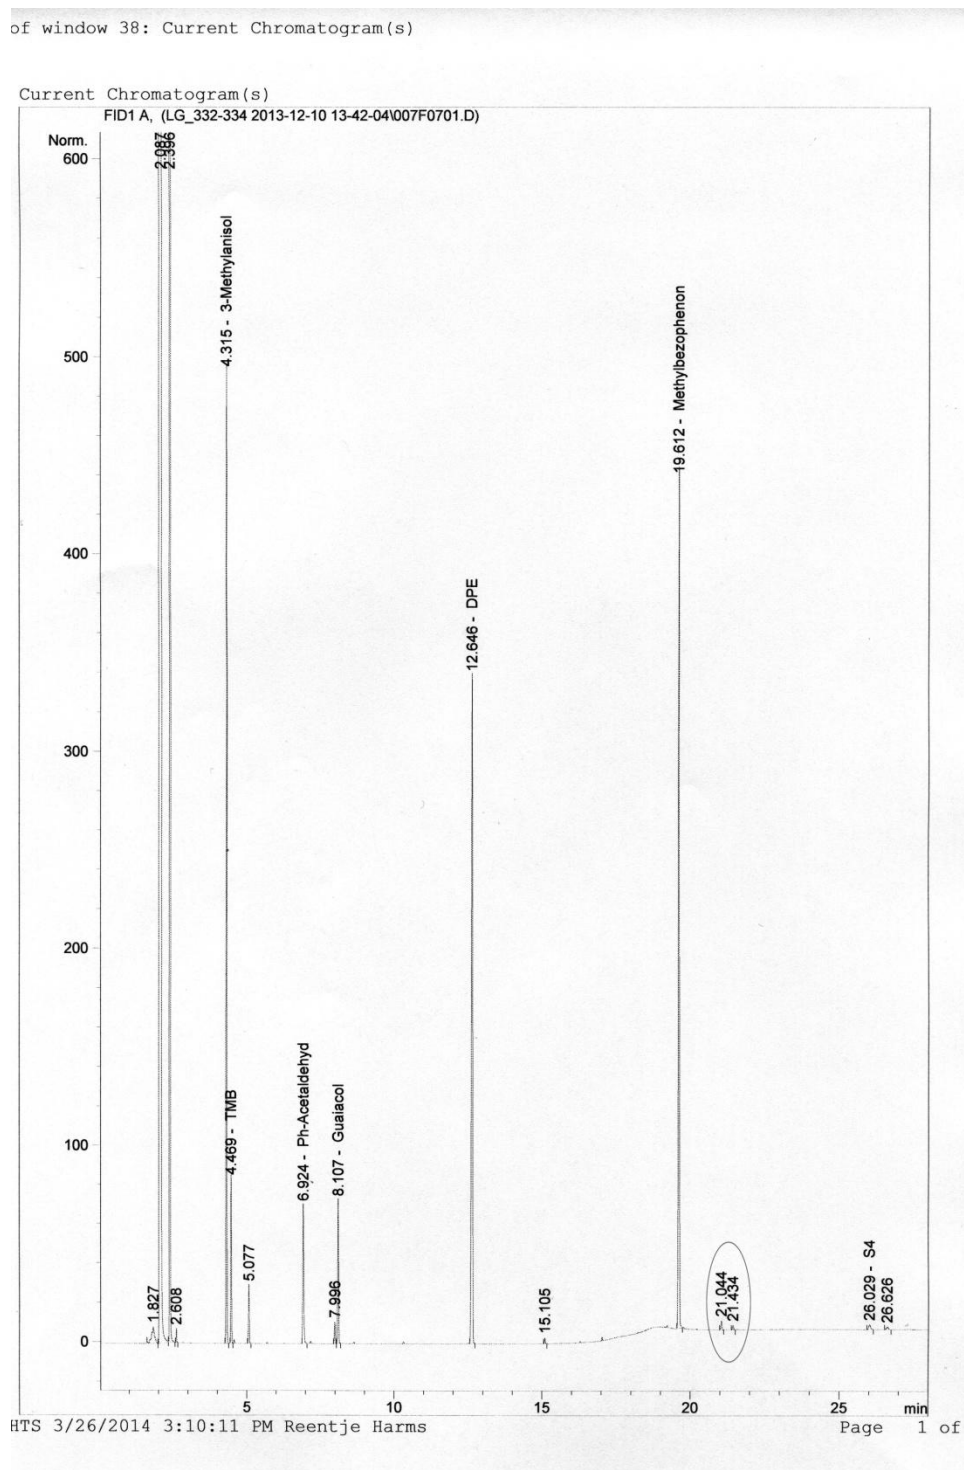 of window 38: Current Chromatogram(s)
Current Chromatogram(s)
FID1 A, (LG_332-334 2013-12-10 13-42-04\007F0701.D)
Norm.
600
500
400
300
200
100
0
1.827
2.087
2.396
2.608
4.315 - 3-Methylanisol
4.469 - TMB
5.077
6.924 - Ph-Acetaldehyd
7.996
8.107 - Guaiacol
12.646 - DPE
15.105
19.612 - Methylbezophenon
21.044
21.434
26.029 - S4
26.626
5 10 15 20 25 min
HTS 3/26/2014 3:10:11 PM Reentje Harms Page 1 of